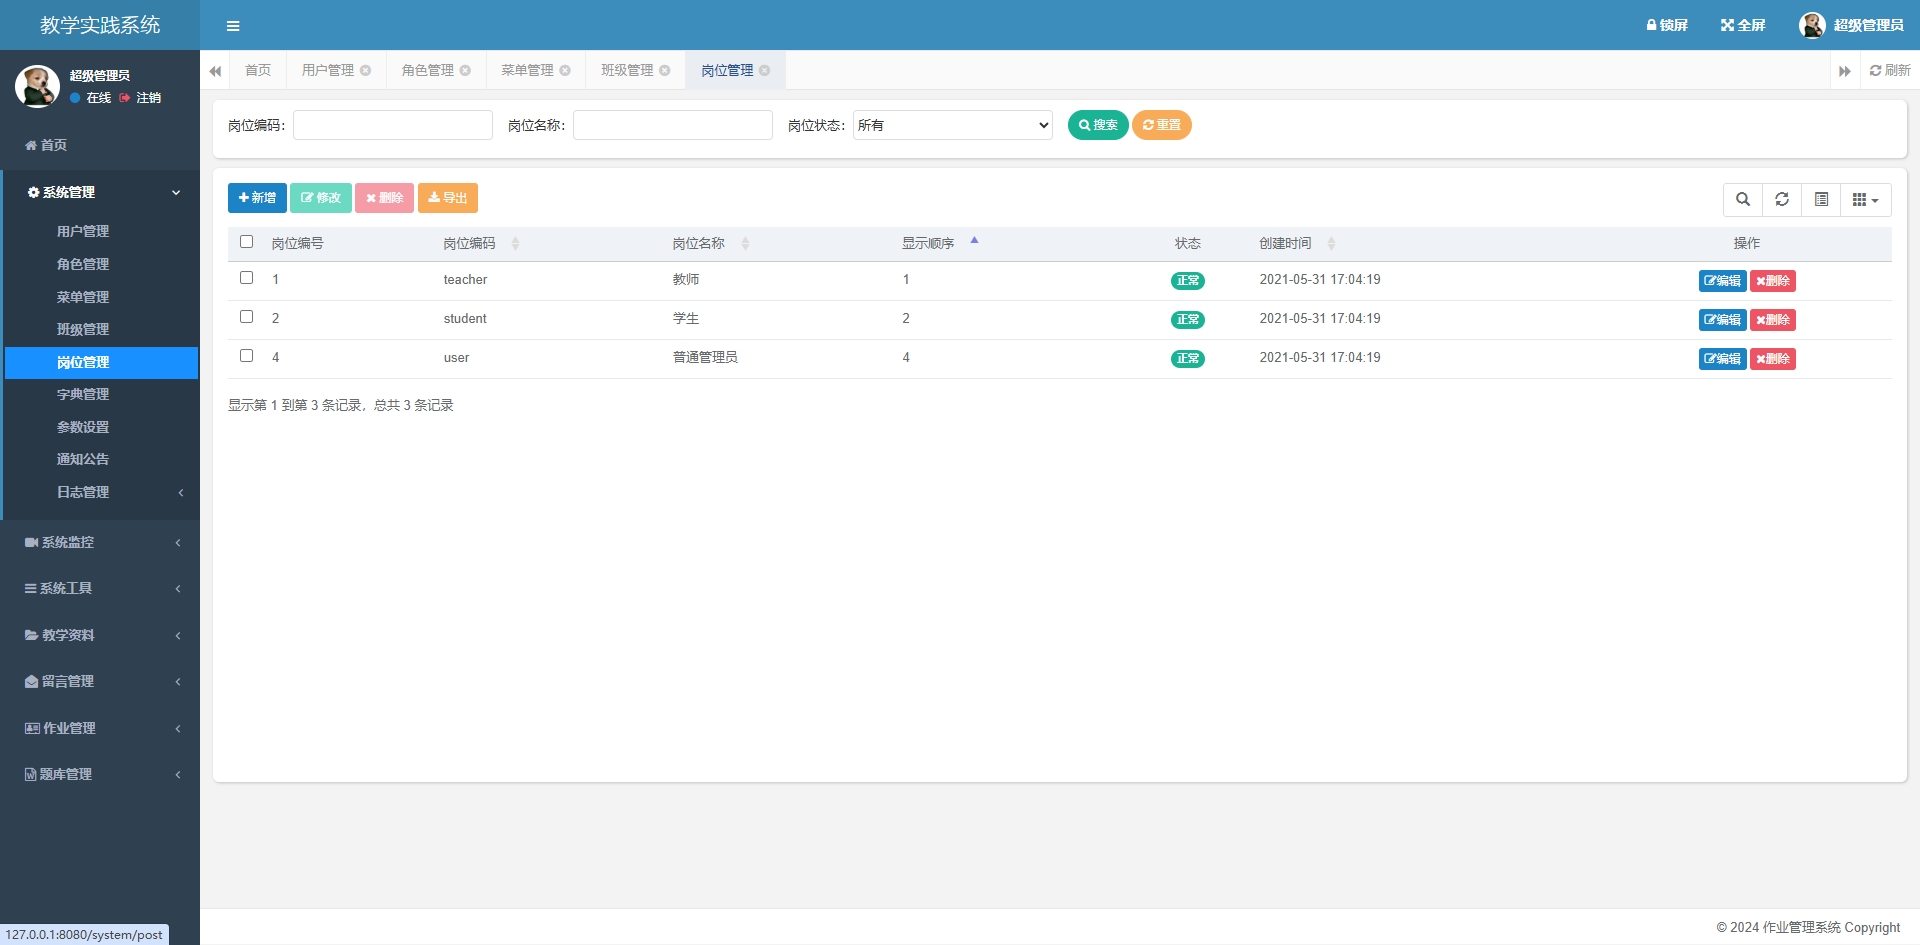 教学实践系统
锁屏 全屏 超级管理员
超级管理员
在线 注销
首页 用户管理 角色管理 菜单管理 班级管理 岗位管理 刷新
首页
系统管理
用户管理
角色管理
菜单管理
班级管理
岗位管理
字典管理
参数设置
通知公告
日志管理
系统监控
系统工具
教学资料
留言管理
作业管理
题库管理
岗位编码： 岗位名称： 岗位状态： 所有 搜索 重置
新增 修改 删除 导出
岗位编号 岗位编码 岗位名称 显示顺序 状态 创建时间 操作
1 teacher 教师 1 正常 2021-05-31 17:04:19 编辑 删除
2 student 学生 2 正常 2021-05-31 17:04:19 编辑 删除
4 user 普通管理员 4 正常 2021-05-31 17:04:19 编辑 删除
显示第 1 到第 3 条记录，总共 3 条记录
© 2024 作业管理系统 Copyright
127.0.0.1:8080/system/post